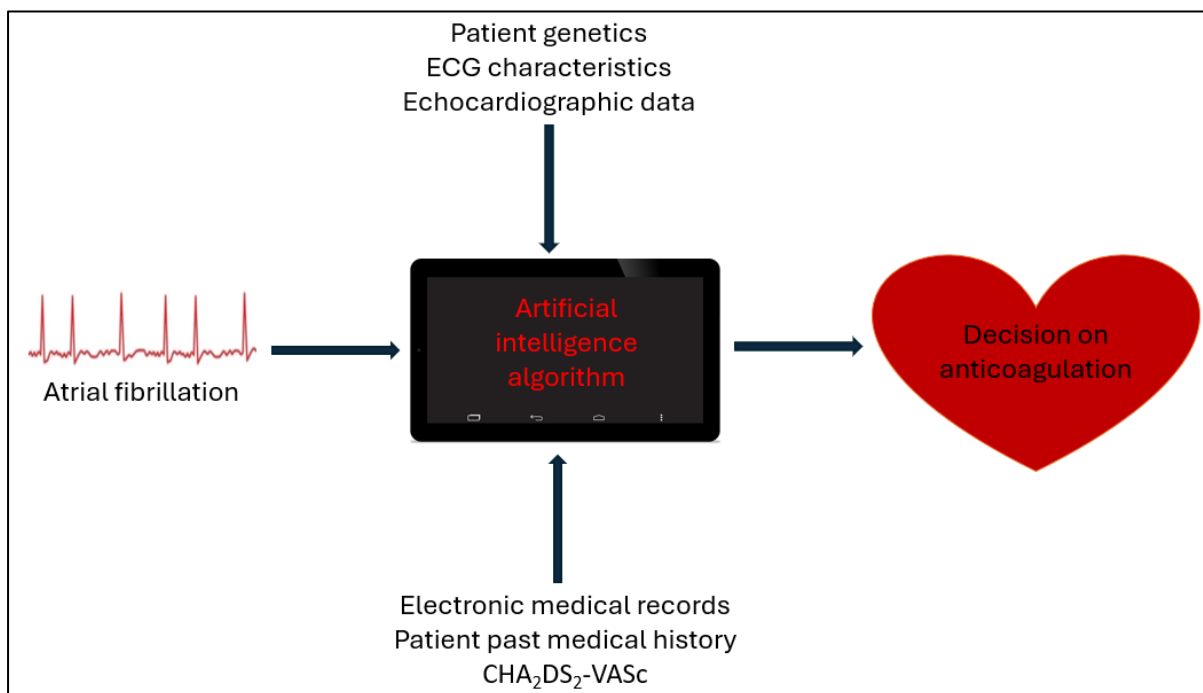 Patient genetics
ECG characteristics
Echocardiographic data
Atrial fibrillation
Artificial
intelligence
algorithm
Decision on
anticoagulation
Electronic medical records
Patient past medical history
CHA₂DS₂-VASc